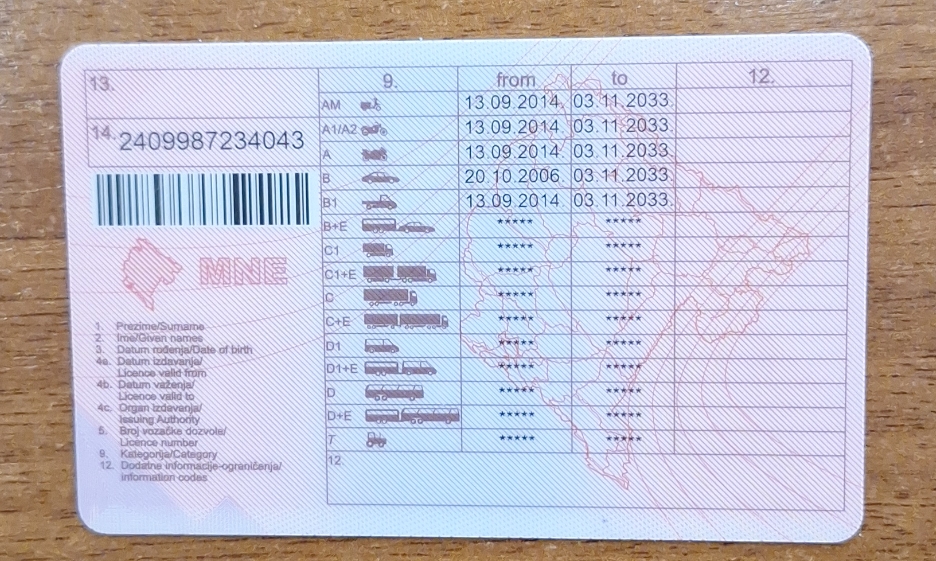 13.
9. from to 12.
14. 2409987234043
AM 13.09.2014. 03.11.2033.
A1/A2 13.09.2014. 03.11.2033.
A 13.09.2014. 03.11.2033.
B 20.10.2006. 03.11.2033.
B1 13.09.2014. 03.11.2033.
B+E ***** *****
C1 ***** *****
C1+E ***** *****
C ***** *****
C+E ***** *****
D1 ***** *****
D1+E ***** *****
D ***** *****
D+E ***** *****
T ***** *****
12.
MNE
1. Prezime/Surname
2. Ime/Given names
3. Datum rođenja/Date of birth
4a. Datum izdavanja/
Licence valid from
4b. Datum važenja/
Licence valid to
4c. Organ izdavanja/
Issuing Authority
5. Broj vozačke dozvole/
Licence number
9. Kategorija/Category
12. Dodatne informacije-ograničenja/
information codes